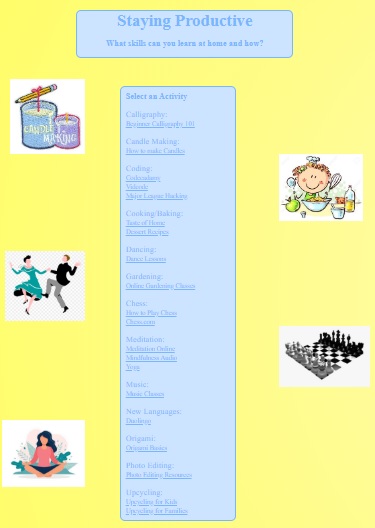 Staying Productive
What skills can you learn at home and how?
Select an Activity
Calligraphy:
Beginner Calligraphy 101
Candle Making:
How to make Candles
CANDLE
MAKING
Coding:
Codecademy
Major League Hacking
Cooking/Baking:
Taste of Home
Dessert Recipes
Dancing:
Dance Lessons
Gardening:
Online Gardening Classes
Chess:
How to Play Chess
Chess.com
Meditation:
Meditation Online
Mindfulness Audio
Yoga
Music:
Music Classes
New Languages:
Duolingo
Origami:
Origami Basics
Photo Editing:
Photo Editing Resources
Upcycling:
Upcycling for Kids
Upcycling for Families